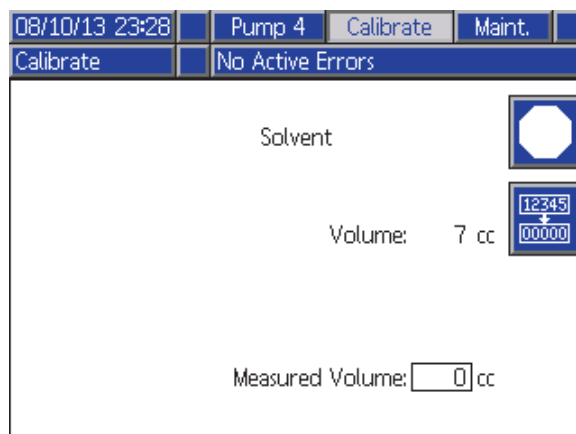 08/10/13 23:28 Pump 4 Calibrate Maint.
Calibrate No Active Errors
Solvent
12345
Volume: 7 cc
00000
Measured Volume: 0 cc